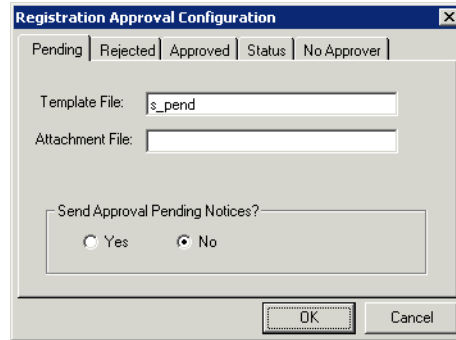 Registration Approval Configuration
Pending Rejected Approved Status No Approver
Template File: s_pend
Attachment File:
Send Approval Pending Notices?
Yes No
OK Cancel